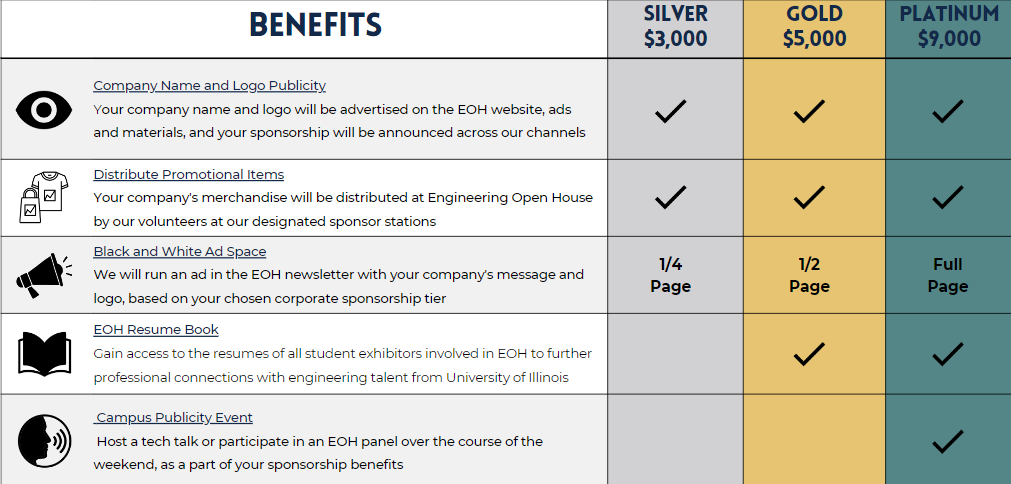 BENEFITS
SILVER
$3,000
GOLD
$5,000
PLATINUM
$9,000
Company Name and Logo Publicity
Your company name and logo will be advertised on the EOH website, ads
and materials, and your sponsorship will be announced across our channels
Distribute Promotional Items
Your company's merchandise will be distributed at Engineering Open House
by our volunteers at our designated sponsor stations
Black and White Ad Space
We will run an ad in the EOH newsletter with your company's message and
logo, based on your chosen corporate sponsorship tier
1/4
Page
1/2
Page
Full
Page
EOH Resume Book
Gain access to the resumes of all student exhibitors involved in EOH to further
professional connections with engineering talent from University of Illinois
Campus Publicity Event
Host a tech talk or participate in an EOH panel over the course of the
weekend, as a part of your sponsorship benefits